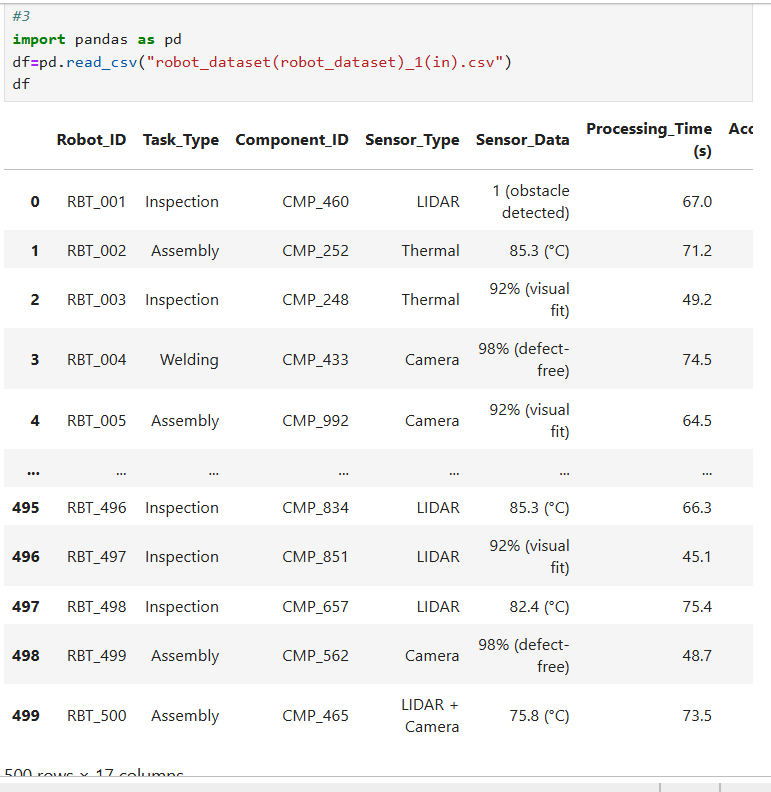 #3
import pandas as pd
df=pd.read_csv("robot_dataset(robot_dataset)_1(in).csv")
df
Robot_ID Task_Type Component_ID Sensor_Type Sensor_Data Processing_Time (s) Acc
0 RBT_001 Inspection CMP_460 LIDAR 1 (obstacle detected) 67.0
1 RBT_002 Assembly CMP_252 Thermal 85.3 (°C) 71.2
2 RBT_003 Inspection CMP_248 Thermal 92% (visual fit) 49.2
3 RBT_004 Welding CMP_433 Camera 98% (defect-free) 74.5
4 RBT_005 Assembly CMP_992 Camera 92% (visual fit) 64.5
... ... ... ... ... ... ...
495 RBT_496 Inspection CMP_834 LIDAR 85.3 (°C) 66.3
496 RBT_497 Inspection CMP_851 LIDAR 92% (visual fit) 45.1
497 RBT_498 Inspection CMP_657 LIDAR 82.4 (°C) 75.4
498 RBT_499 Assembly CMP_562 Camera 98% (defect-free) 48.7
499 RBT_500 Assembly CMP_465 LIDAR + Camera 75.8 (°C) 73.5
500 rows × 17 columns